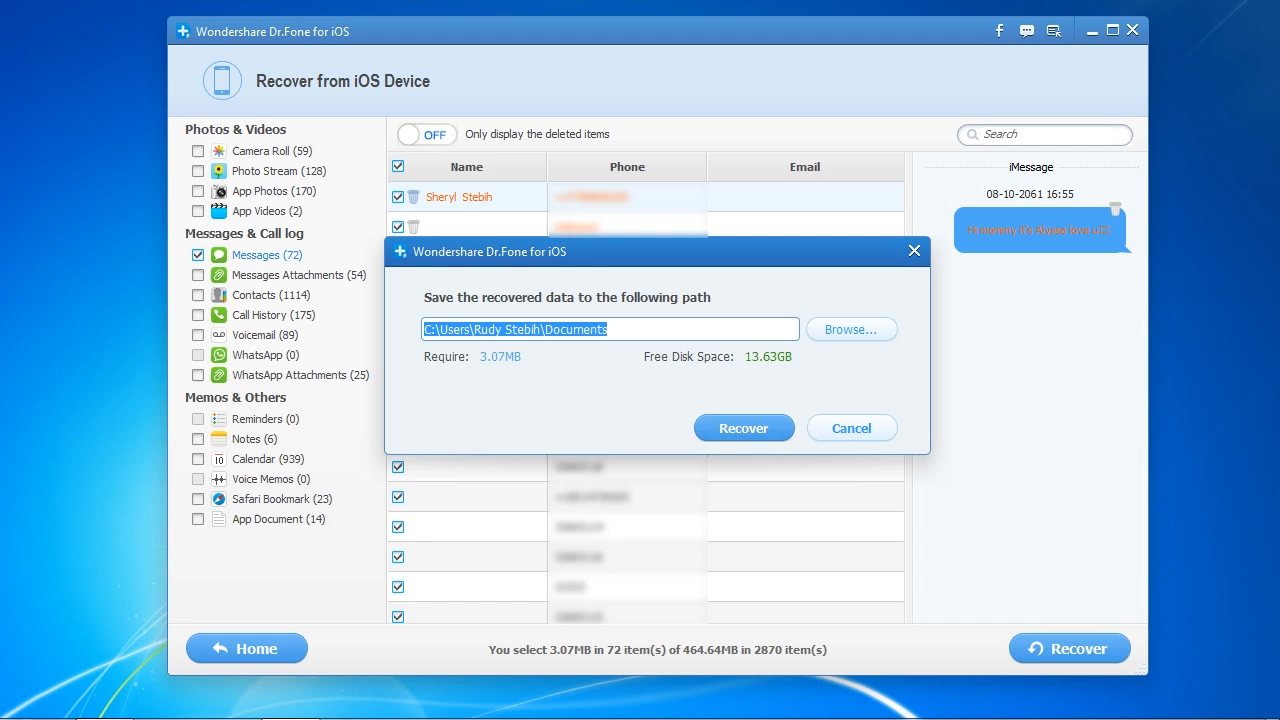 Wondershare Dr.Fone for iOS
Recover from iOS Device
Photos & Videos
Camera Roll (59)
Photo Stream (128)
App Photos (170)
App Videos (2)
Messages & Call log
Messages (72)
Messages Attachments (54)
Contacts (1114)
Call History (175)
Voicemail (89)
WhatsApp (0)
WhatsApp Attachments (25)
Memos & Others
Reminders (0)
Notes (6)
Calendar (939)
Voice Memos (0)
Safari Bookmark (23)
App Document (14)
OFF Only display the deleted items
Search
Name Phone Email
Sheryl Stebih
iMessage
08-10-2061 16:55
Hi mommy it's Alyssa love u
Wondershare Dr.Fone for iOS
Save the recovered data to the following path
C:\Users\Rudy Stebih\Documents
Browse...
Require: 3.07MB Free Disk Space: 13.63GB
Recover Cancel
Home
You select 3.07MB in 72 item(s) of 464.64MB in 2870 item(s)
Recover